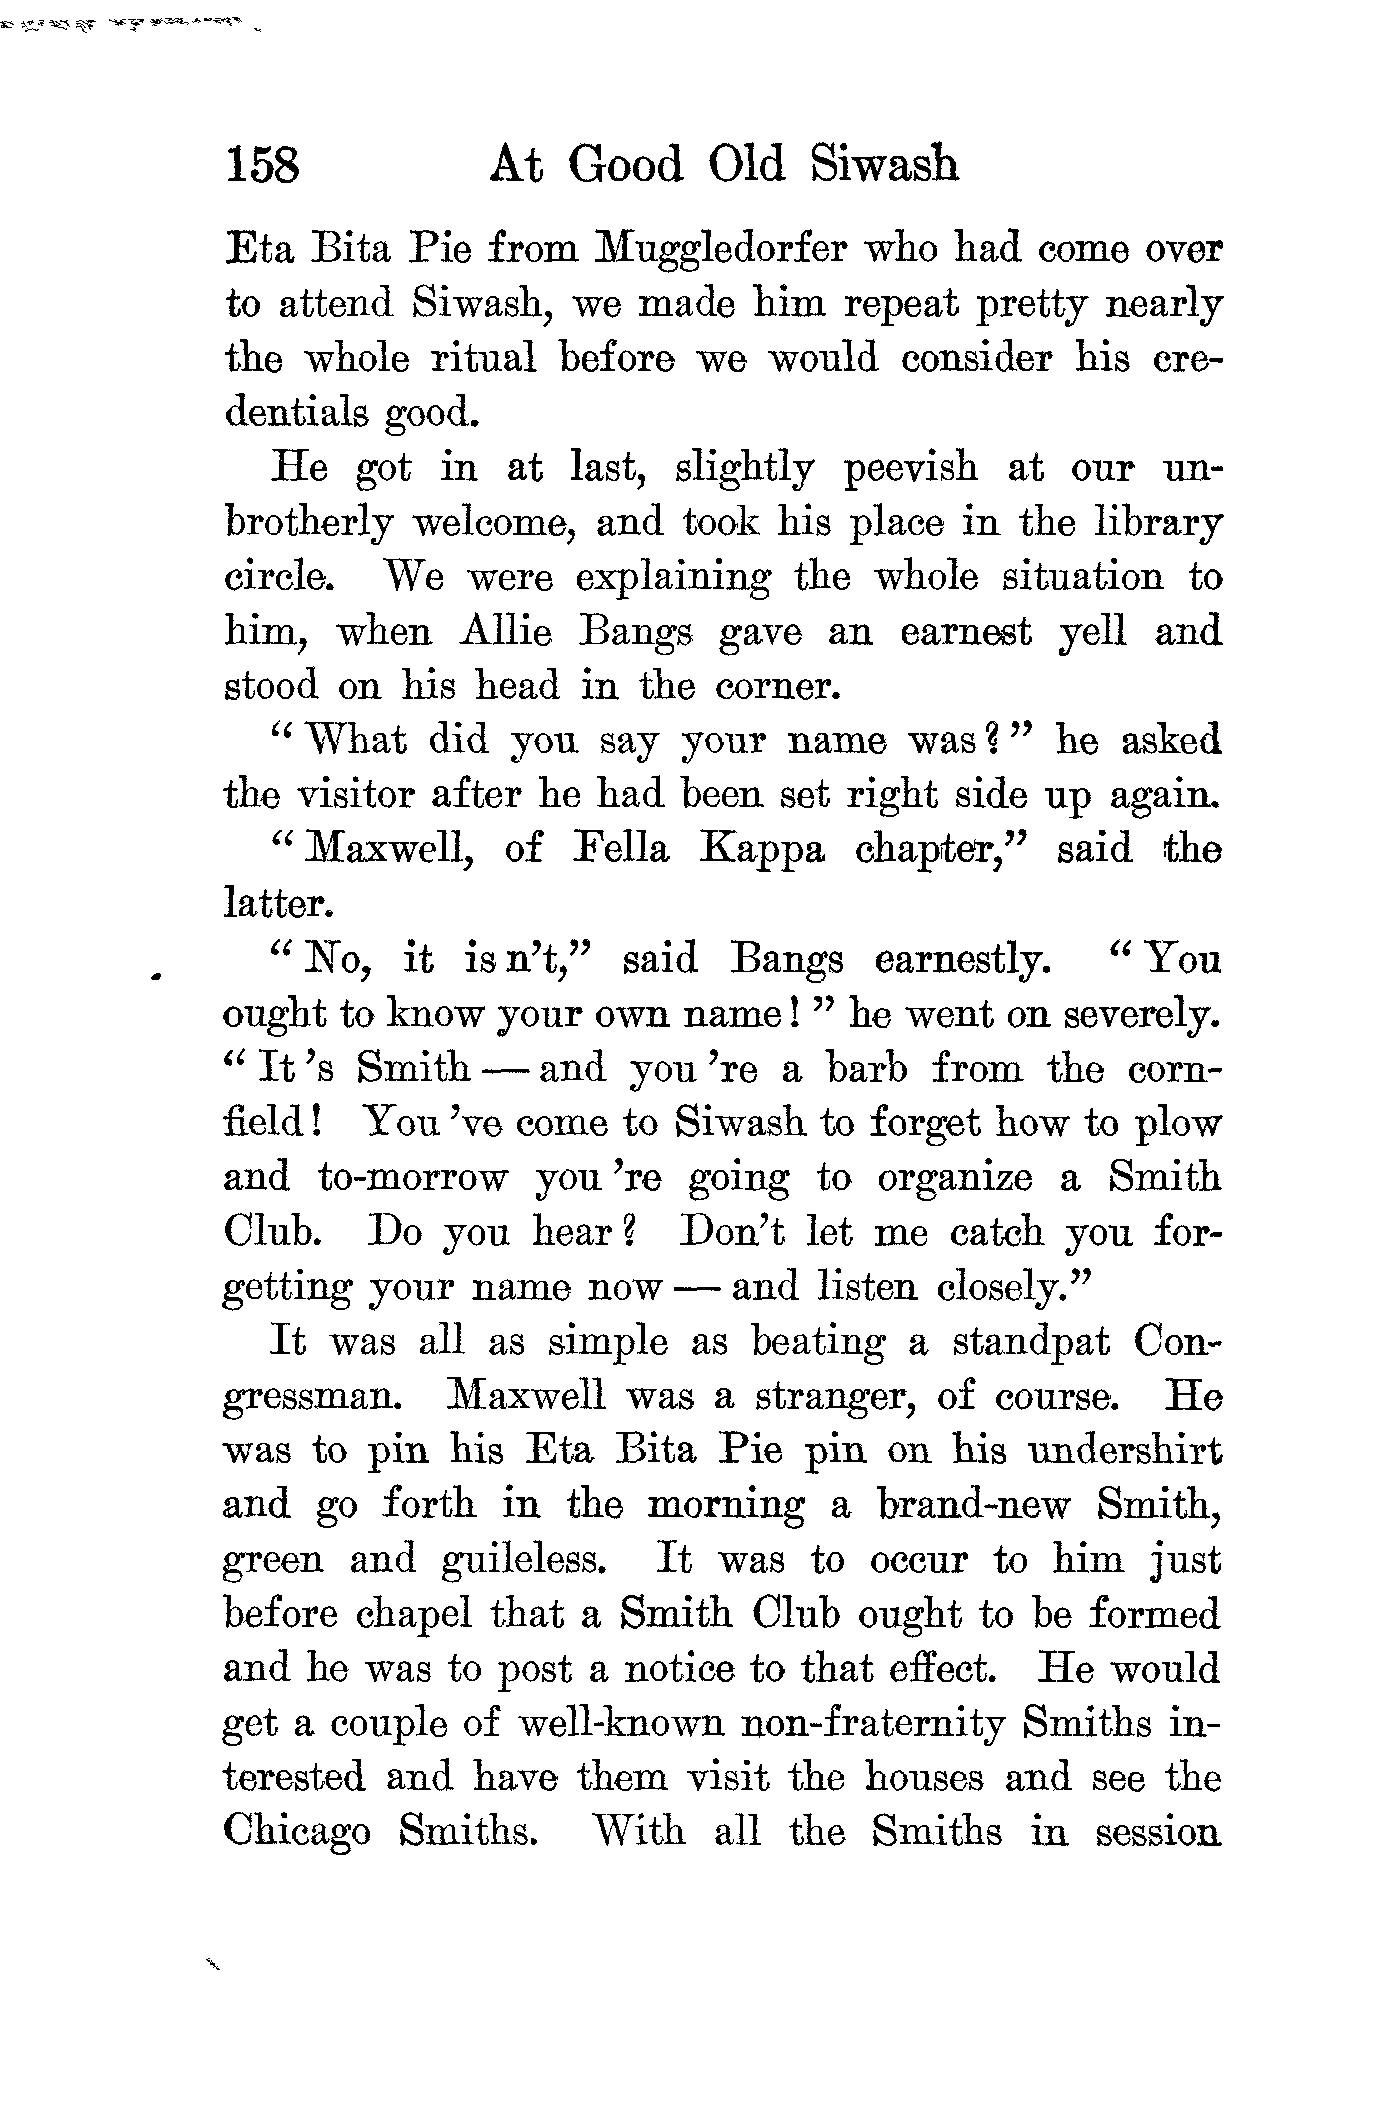 158 At Good Old Siwash
Eta Bita Pie from Muggledorfer who had come over
to attend Siwash, we made him repeat pretty nearly
the whole ritual before we would consider his cre-
dentials good.
He got in at last, slightly peevish at our un-
brotherly welcome, and took his place in the library
circle. We were explaining the whole situation to
him, when Allie Bangs gave an earnest yell and
stood on his head in the corner.
“ What did you say your name was? ” he asked
the visitor after he had been set right side up again.
“ Maxwell, of Fella Kappa chapter,” said the
latter.
“ No, it is n’t,” said Bangs earnestly. “ You
ought to know your own name! ” he went on severely.
“ It ’s Smith — and you ’re a barb from the corn-
field! You ’ve come to Siwash to forget how to plow
and to-morrow you ’re going to organize a Smith
Club. Do you hear? Don’t let me catch you for-
getting your name now — and listen closely.”
It was all as simple as beating a standpat Con-
gressman. Maxwell was a stranger, of course. He
was to pin his Eta Bita Pie pin on his undershirt
and go forth in the morning a brand-new Smith,
green and guileless. It was to occur to him just
before chapel that a Smith Club ought to be formed
and he was to post a notice to that effect. He would
get a couple of well-known non-fraternity Smiths in-
terested and have them visit the houses and see the
Chicago Smiths. With all the Smiths in session